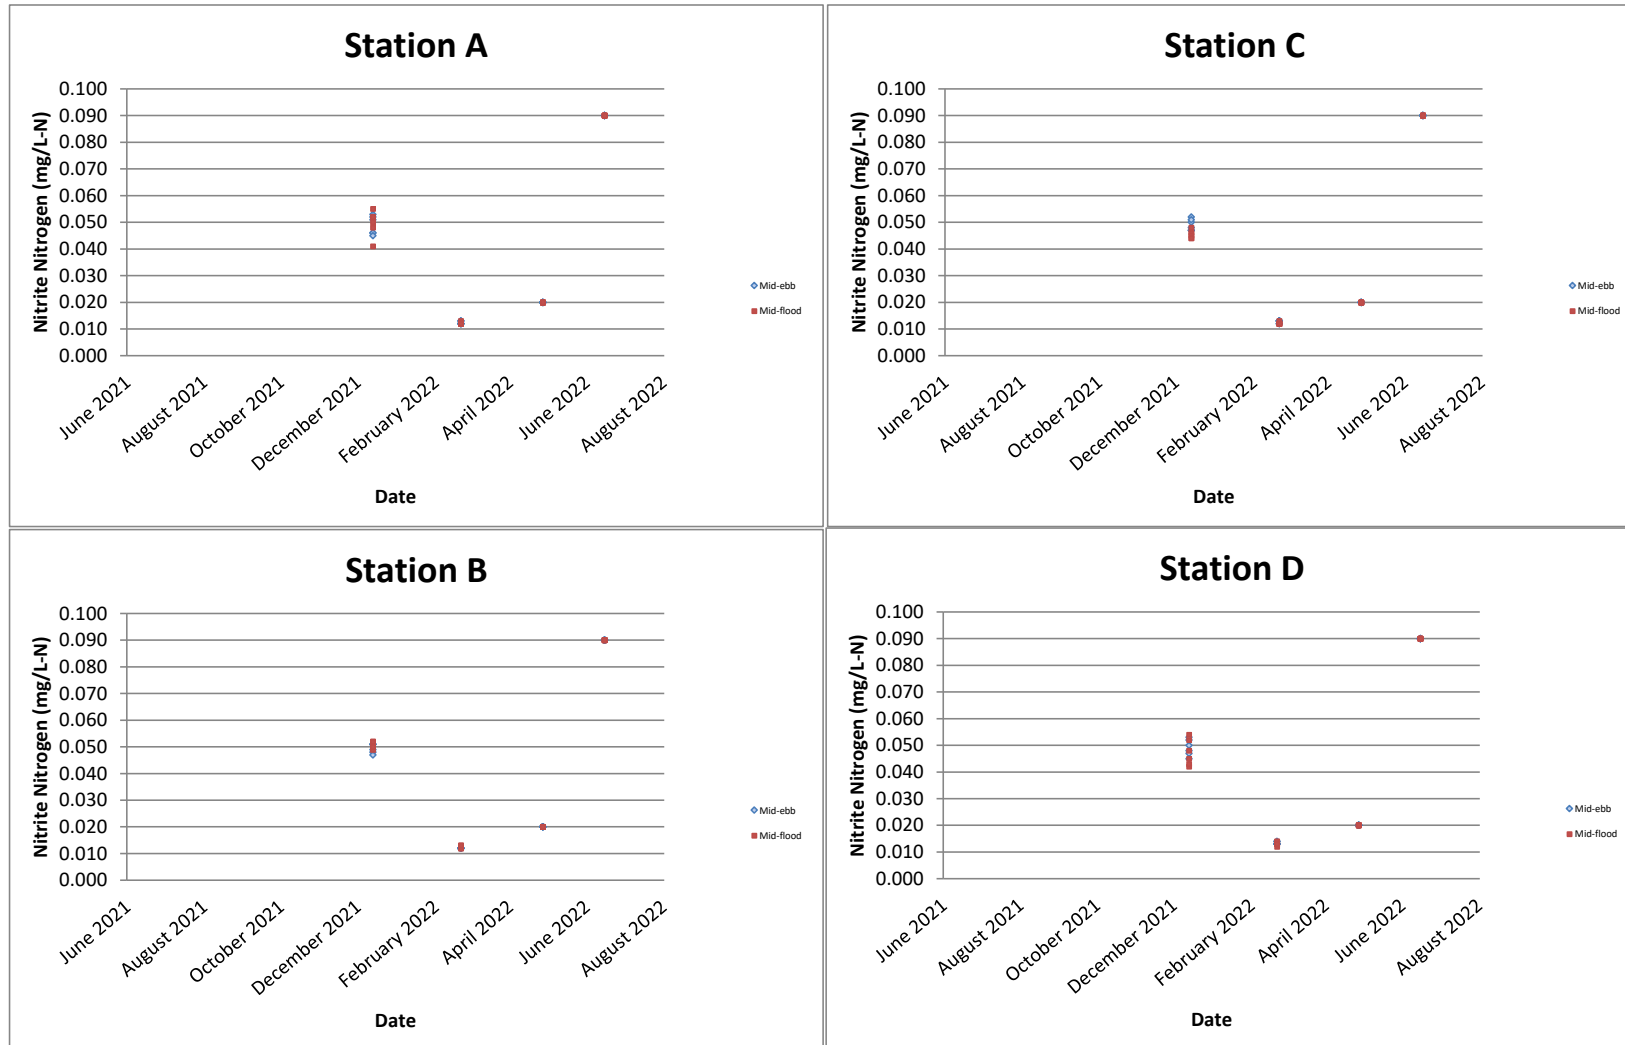 Station A
Nitrite Nitrogen (mg/L-N)
0.100
0.090
0.080
0.070
0.060
0.050
0.040
0.030
0.020
0.010
0.000
June 2021
August 2021
October 2021
December 2021
February 2022
April 2022
June 2022
August 2022
Date
Mid-ebb
Mid-flood
Station C
Nitrite Nitrogen (mg/L-N)
0.100
0.090
0.080
0.070
0.060
0.050
0.040
0.030
0.020
0.010
0.000
June 2021
August 2021
October 2021
December 2021
February 2022
April 2022
June 2022
August 2022
Date
Mid-ebb
Mid-flood
Station B
Nitrite Nitrogen (mg/L-N)
0.100
0.090
0.080
0.070
0.060
0.050
0.040
0.030
0.020
0.010
0.000
June 2021
August 2021
October 2021
December 2021
February 2022
April 2022
June 2022
August 2022
Date
Mid-ebb
Mid-flood
Station D
Nitrite Nitrogen (mg/L-N)
0.100
0.090
0.080
0.070
0.060
0.050
0.040
0.030
0.020
0.010
0.000
June 2021
August 2021
October 2021
December 2021
February 2022
April 2022
June 2022
August 2022
Date
Mid-ebb
Mid-flood